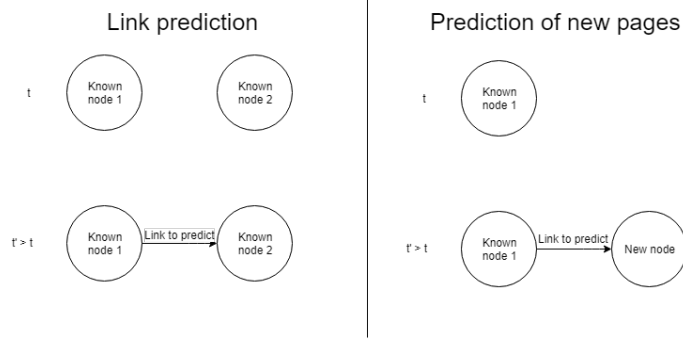 Link prediction
t
Known
node 1
Known
node 2
t' > t
Known
node 1
Link to predict
Known
node 2
Prediction of new pages
t
Known
node 1
t' > t
Known
node 1
Link to predict
New node